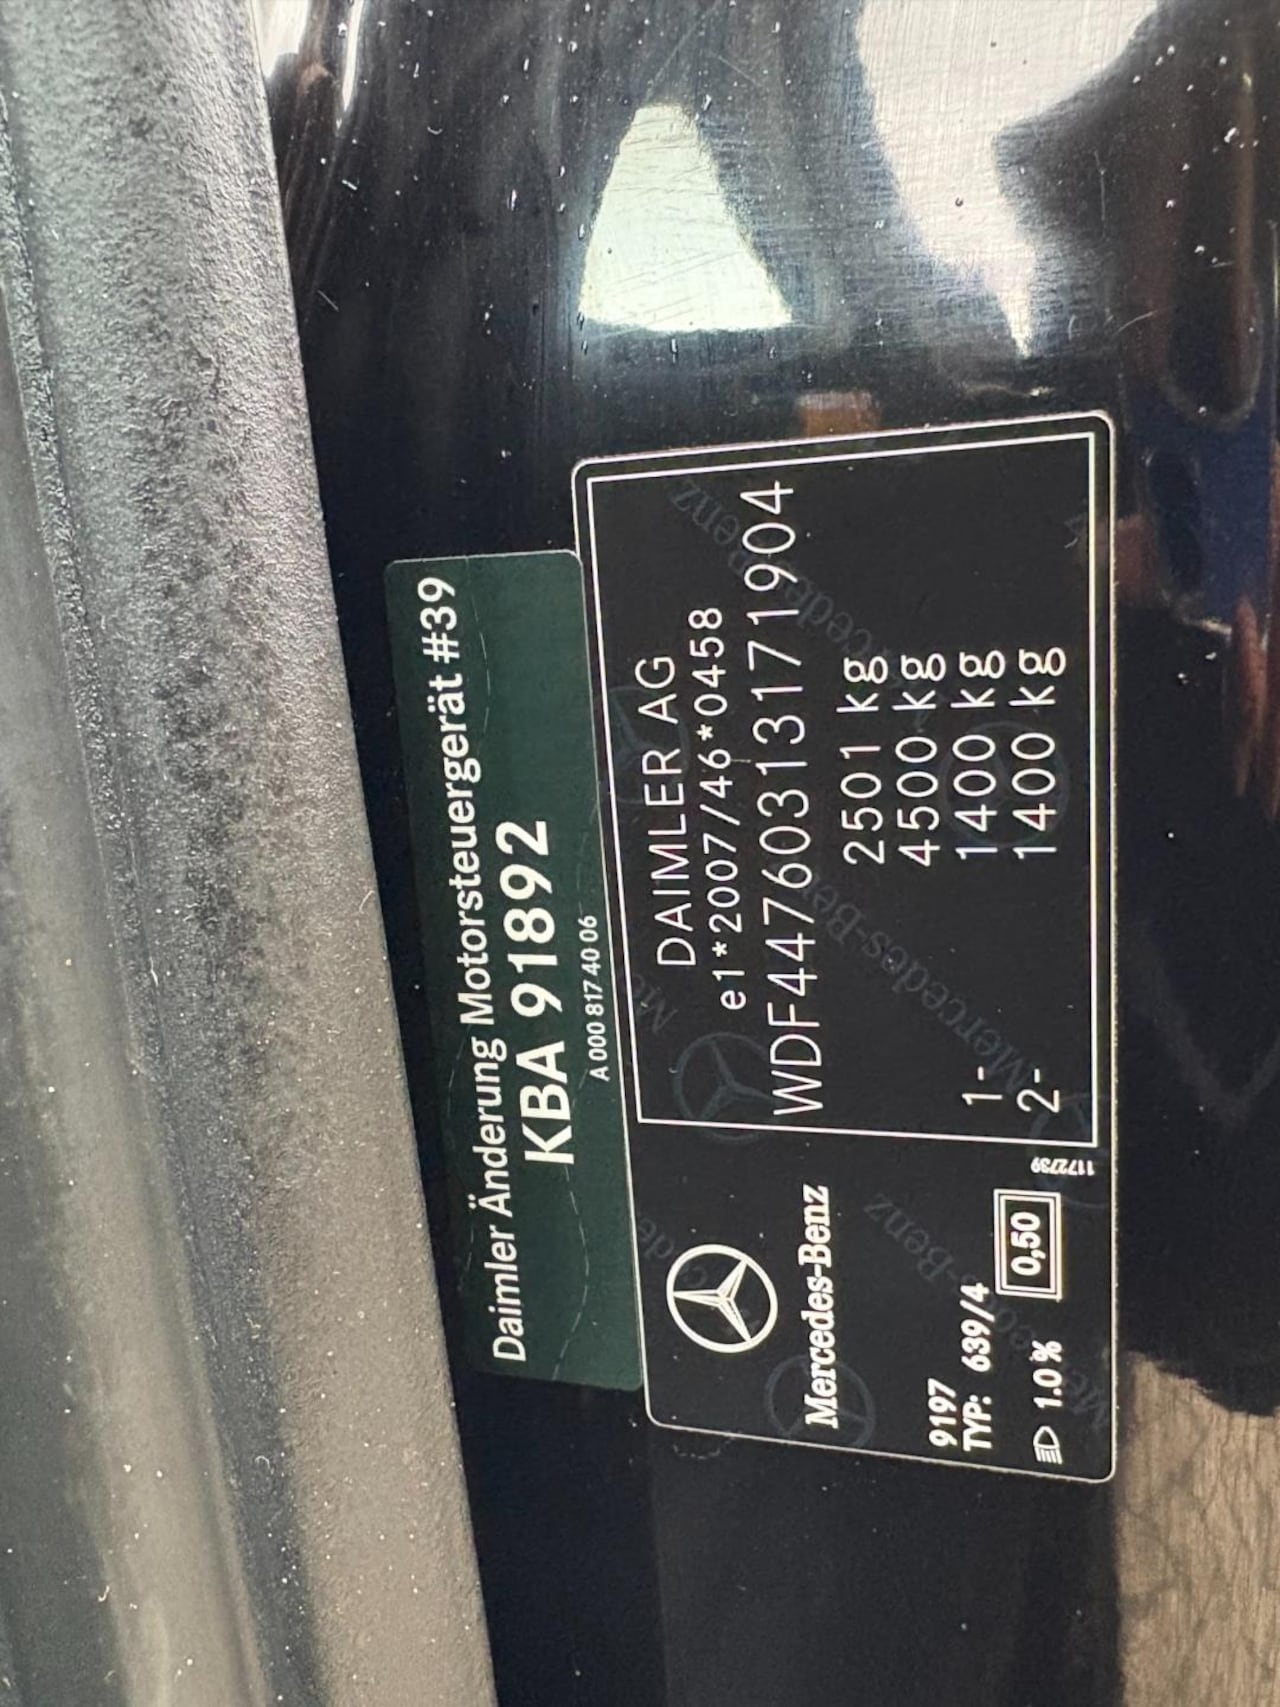 Daimler Änderung Motorsteuergerät #39
KBA 91892
A 000 817 40 06
DAIMLER AG
e1*2007/46*0458
WDF44760313171904
2501 kg
4500 kg
1- 1400 kg
2- 1400 kg
Mercedes-Benz
9197
TYP: 639/4
1.0% 0,50
1172739